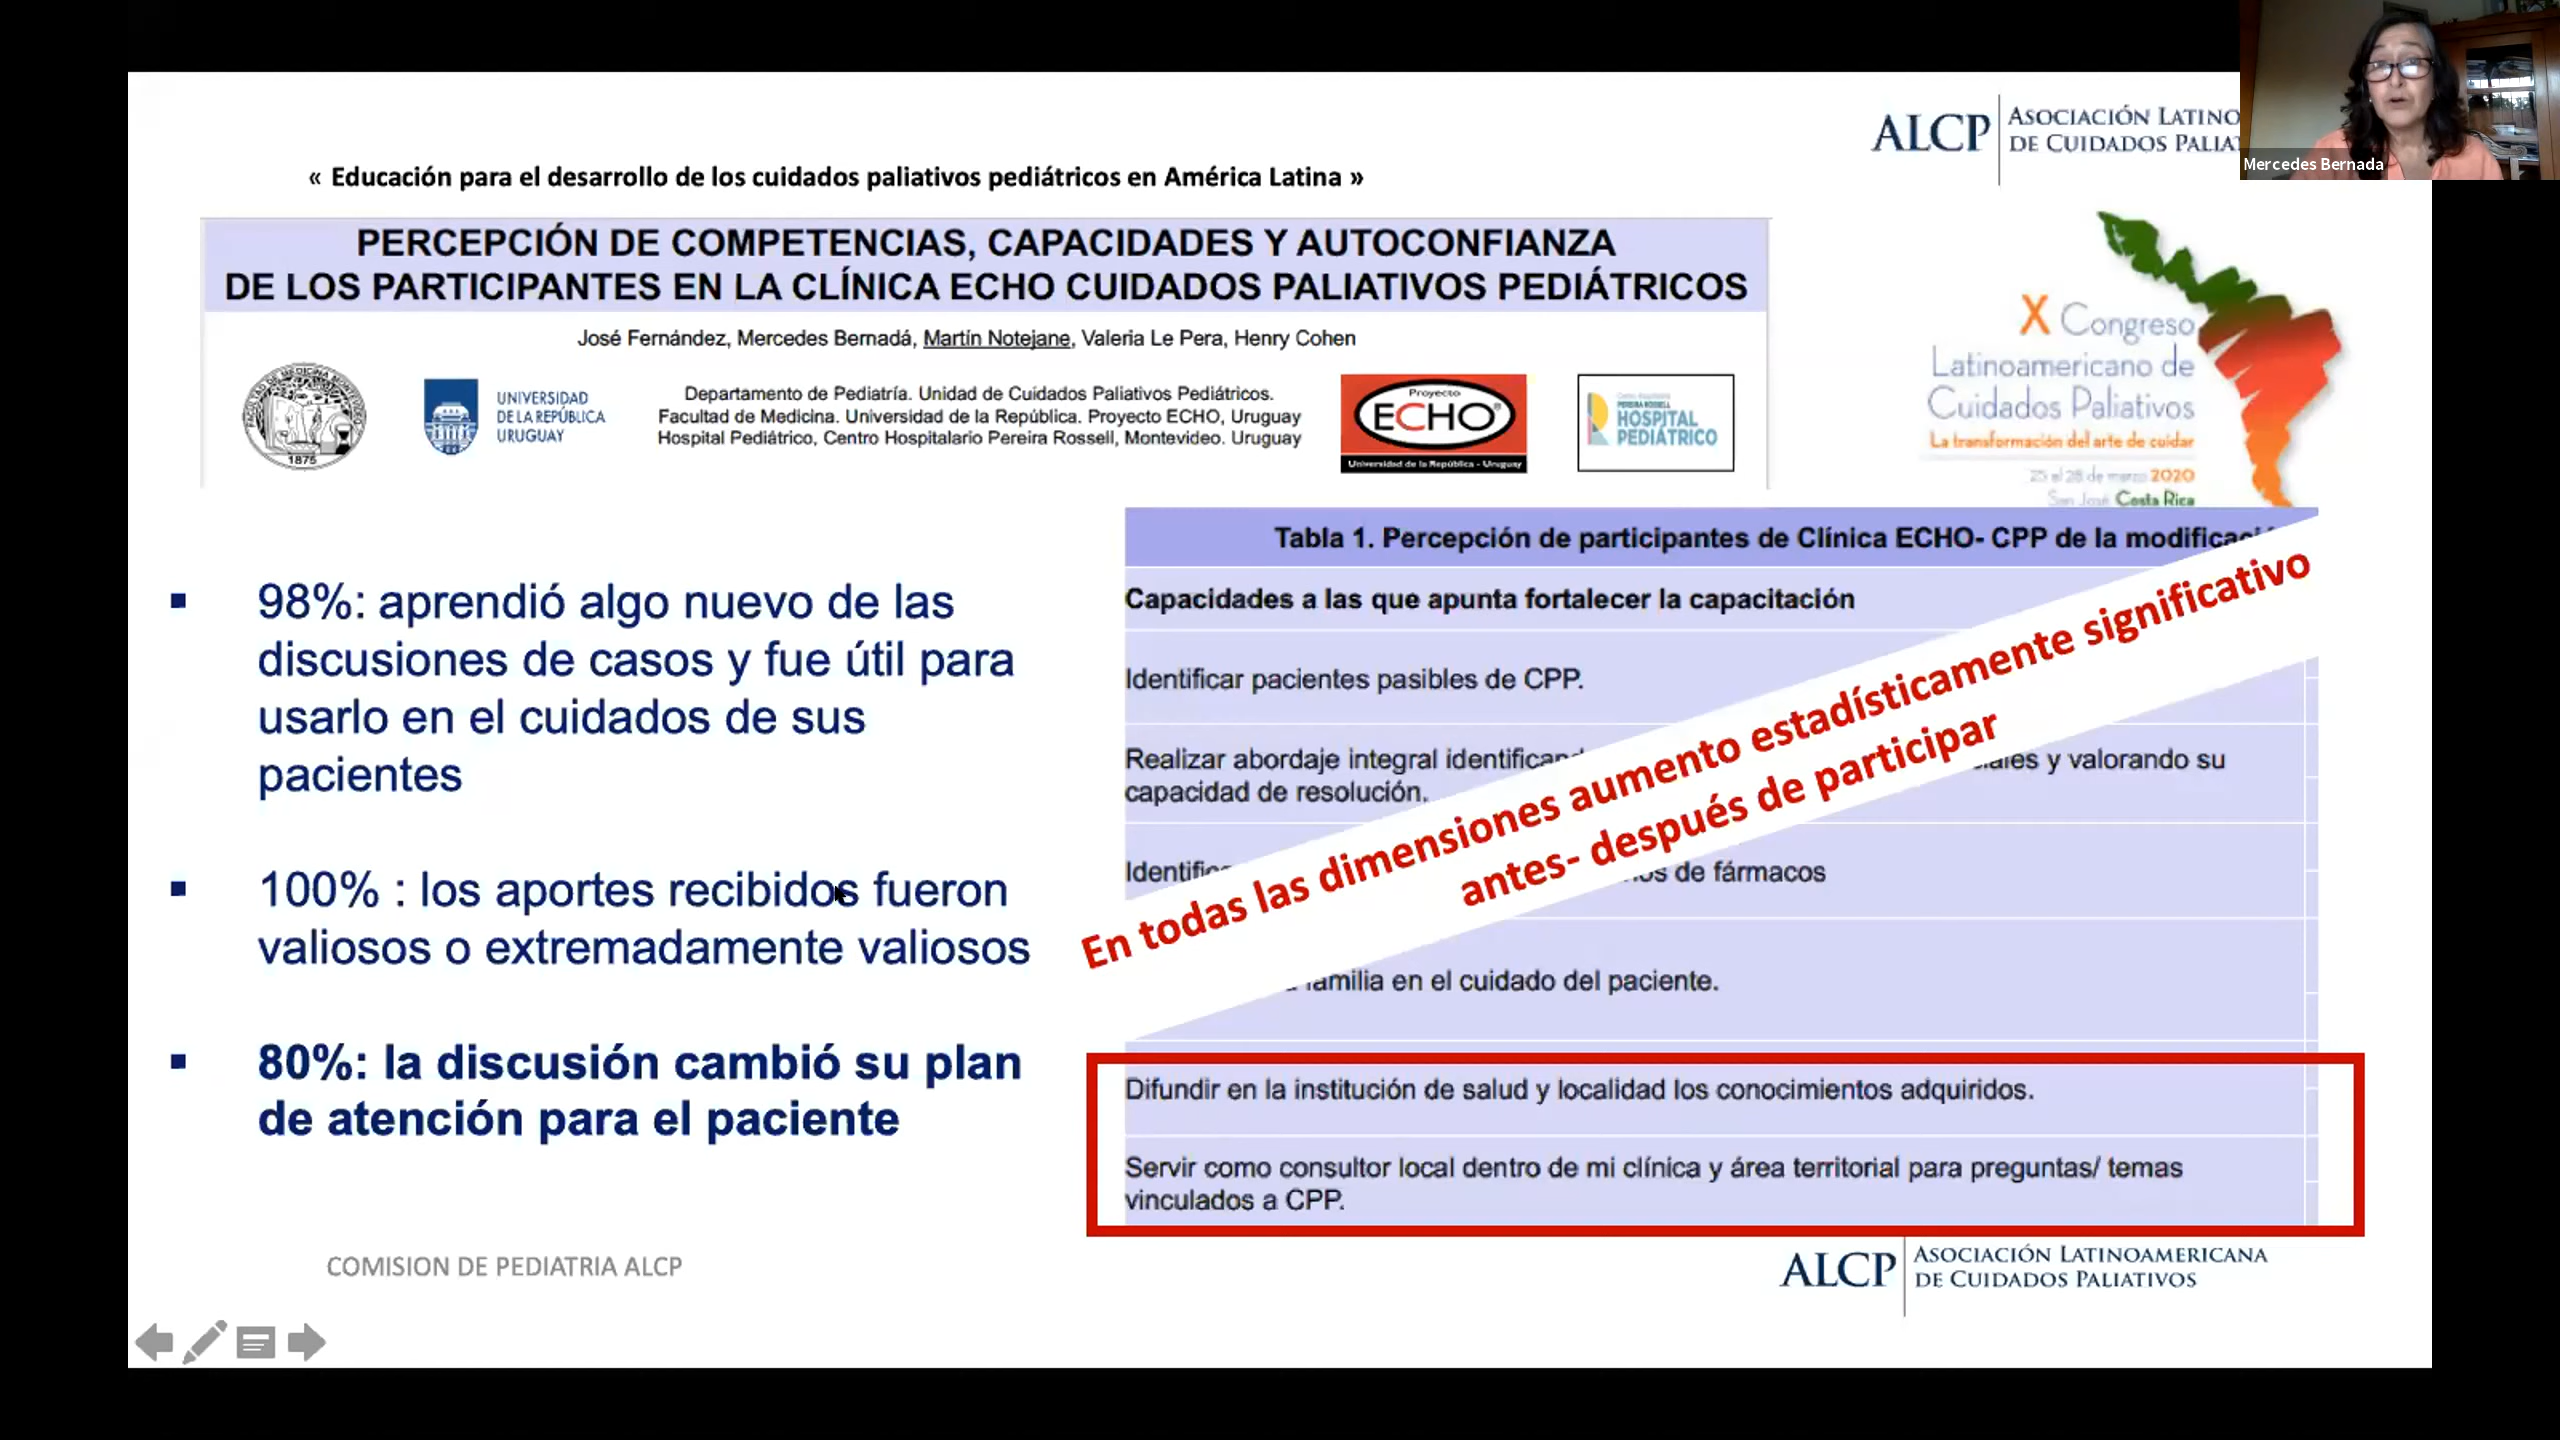 ALCP
ASOCIACIÓN LATINO
DE CUIDADOS PALIAT
Mercedes Bernada
« Educación para el desarrollo de los cuidados paliativos pediátricos en América Latina »
PERCEPCIÓN DE COMPETENCIAS, CAPACIDADES Y AUTOCONFIANZA
DE LOS PARTICIPANTES EN LA CLÍNICA ECHO CUIDADOS PALIATIVOS PEDIÁTRICOS
José Fernández, Mercedes Bernadá, Martín Notejane, Valeria Le Pera, Henry Cohen
1875
UNIVERSIDAD
DE LA REPÚBLICA
URUGUAY
Departamento de Pediatría. Unidad de Cuidados Paliativos Pediátricos.
Facultad de Medicina. Universidad de la República. Proyecto ECHO, Uruguay
Hospital Pediátrico, Centro Hospitalario Pereira Rossell, Montevideo. Uruguay
Proyecto
ECHO®
Universidad de la República - Uruguay
HOSPITAL
PEDIÁTRICO
X Congreso
Latinoamericano de
Cuidados Paliativos
La transformación del arte de cuidar
25 al 28 de marzo 2020
San José Costa Rica
▪ 98%: aprendió algo nuevo de las
discusiones de casos y fue útil para
usarlo en el cuidados de sus
pacientes
▪ 100% : los aportes recibidos fueron
valiosos o extremadamente valiosos
▪ 80%: la discusión cambió su plan
de atención para el paciente
Tabla 1. Percepción de participantes de Clínica ECHO- CPP de la
Capacidades a las que apunta fortalecer la capacitación
Identificar pacientes pasibles de CPP.
Realizar abordaje integral y valorando su
capacidad de resolución.
de fármacos
familia en el cuidado del paciente.
En todas las dimensiones aumento estadísticamente significativo
antes- después de participar
Difundir en la institución de salud y localidad los conocimientos adquiridos.
Servir como consultor local dentro de mi clínica y área territorial para preguntas/ temas
vinculados a CPP.
COMISION DE PEDIATRIA ALCP
ALCP
ASOCIACIÓN LATINOAMERICANA
DE CUIDADOS PALIATIVOS